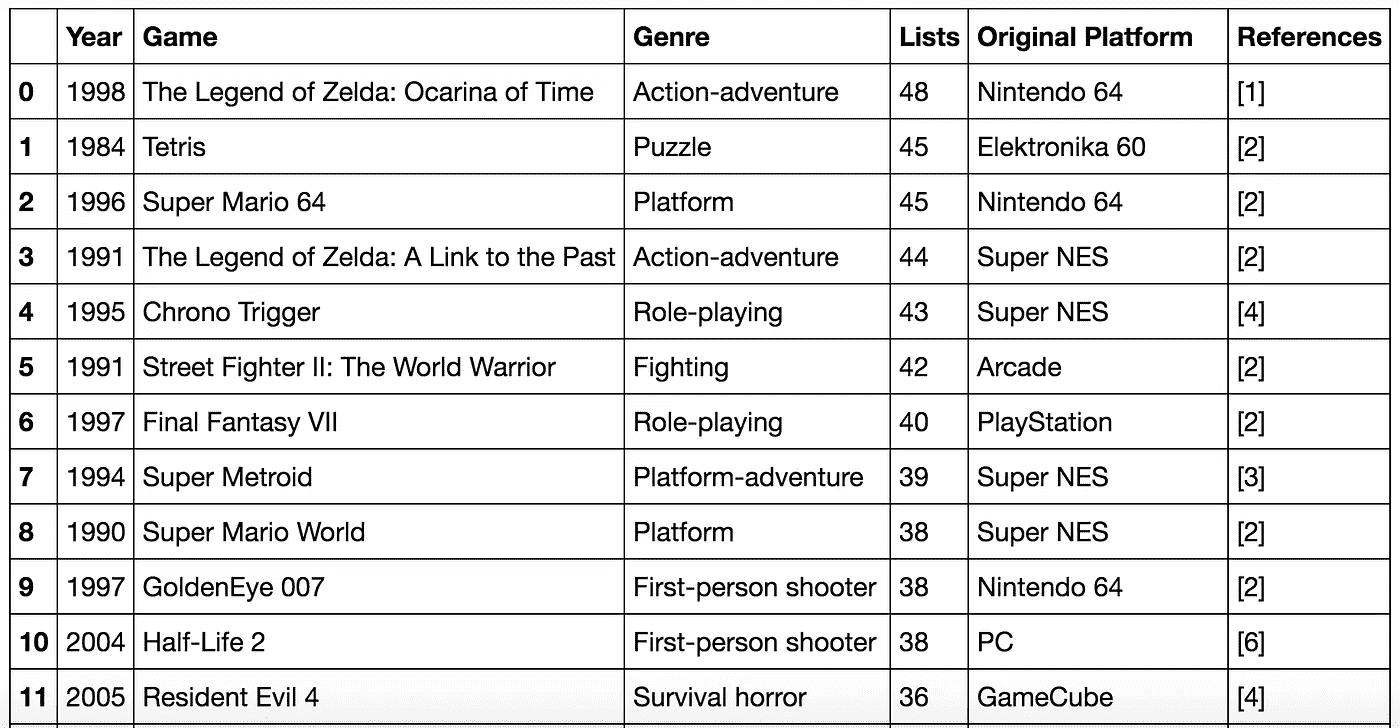 Year Game Genre Lists Original Platform References
0 1998 The Legend of Zelda: Ocarina of Time Action-adventure 48 Nintendo 64 [1]
1 1984 Tetris Puzzle 45 Elektronika 60 [2]
2 1996 Super Mario 64 Platform 45 Nintendo 64 [2]
3 1991 The Legend of Zelda: A Link to the Past Action-adventure 44 Super NES [2]
4 1995 Chrono Trigger Role-playing 43 Super NES [4]
5 1991 Street Fighter II: The World Warrior Fighting 42 Arcade [2]
6 1997 Final Fantasy VII Role-playing 40 PlayStation [2]
7 1994 Super Metroid Platform-adventure 39 Super NES [3]
8 1990 Super Mario World Platform 38 Super NES [2]
9 1997 GoldenEye 007 First-person shooter 38 Nintendo 64 [2]
10 2004 Half-Life 2 First-person shooter 38 PC [6]
11 2005 Resident Evil 4 Survival horror 36 GameCube [4]